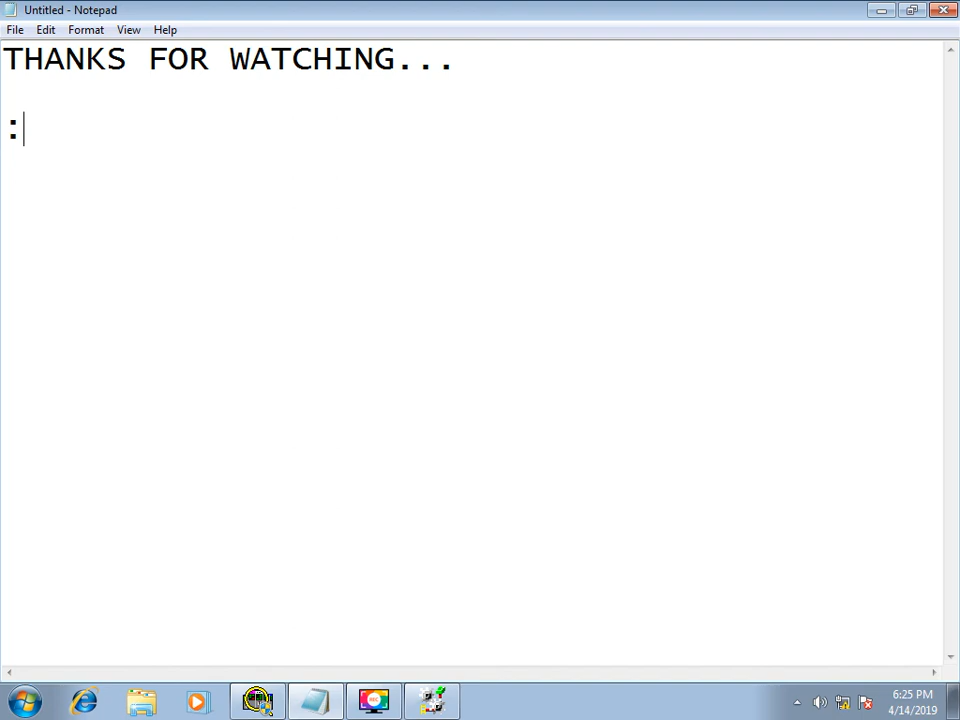 Untitled - Notepad
File Edit Format View Help
THANKS FOR WATCHING...
:
6:25 PM
4/14/2019